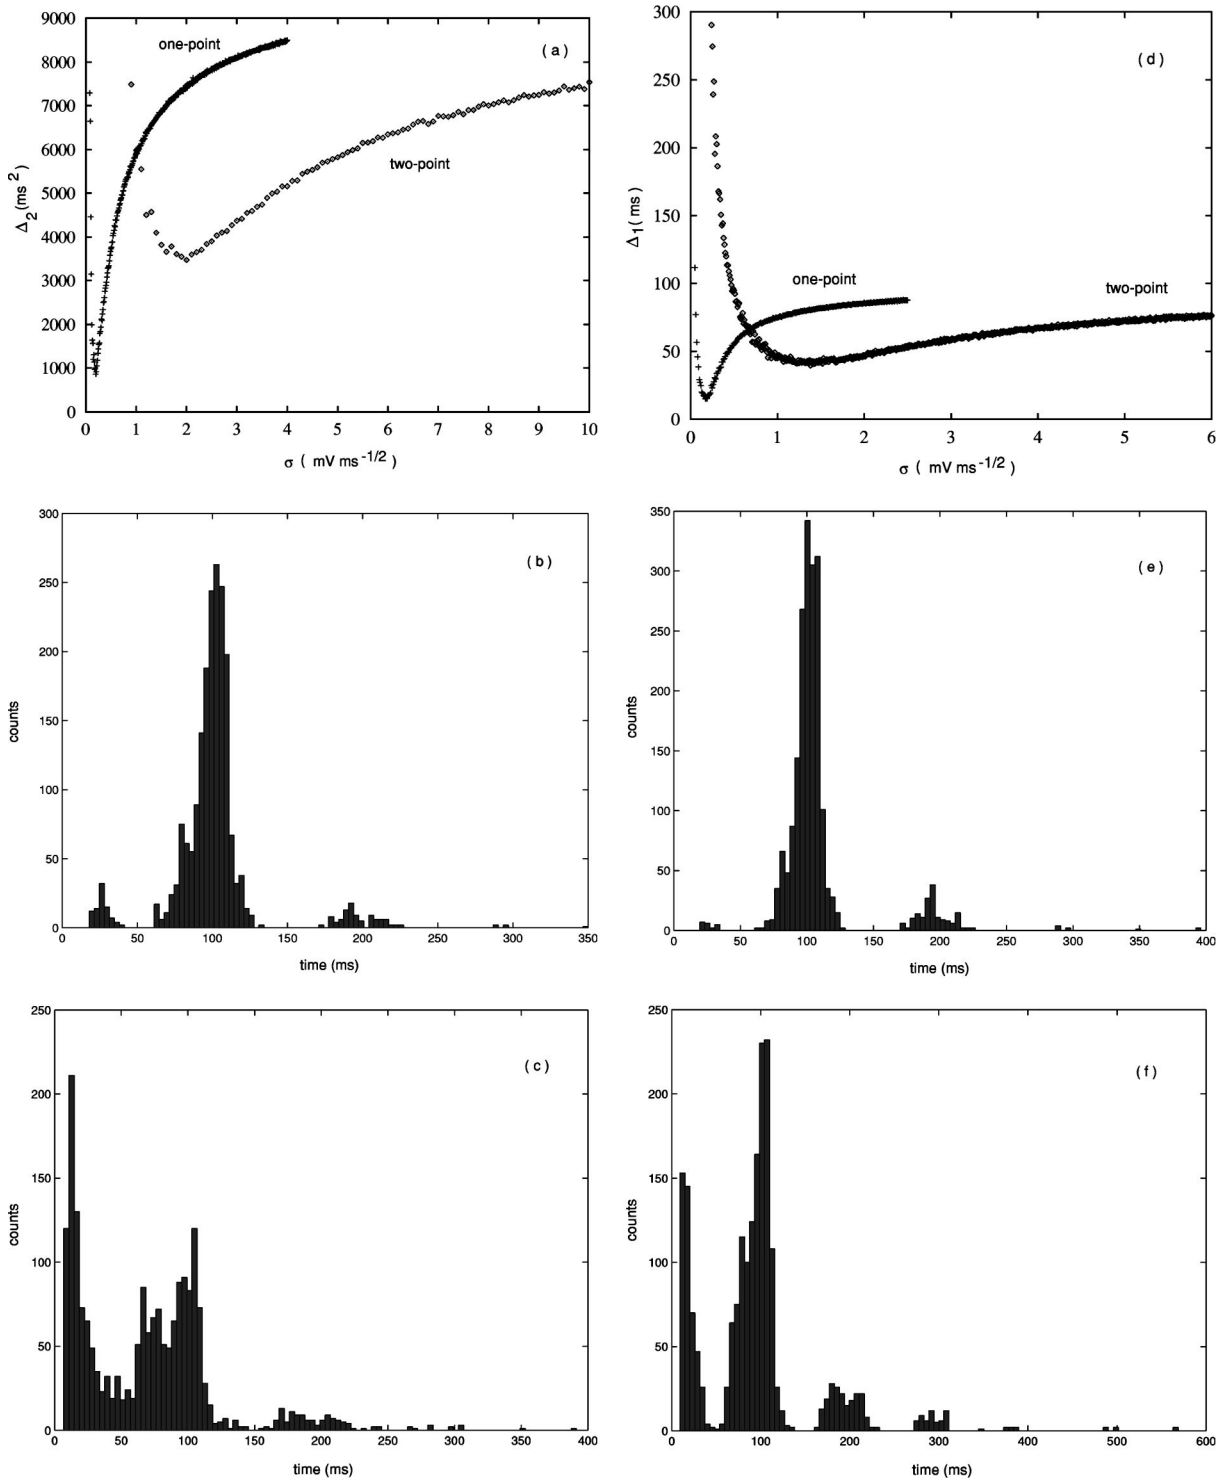 9000
8000
7000
6000
5000
4000
3000
2000
1000
0
Δ2 (ms²)
one-point
( a )
two-point
0 1 2 3 4 5 6 7 8 9 10
σ ( mV ms-1/2 )
300
250
200
150
100
50
0
Δ1 ( ms )
( d )
one-point
two-point
0 1 2 3 4 5 6
σ ( mV ms-1/2 )
300
250
200
150
100
50
0
counts
( b )
0 50 100 150 200 250 300 350
time (ms)
350
300
250
200
150
100
50
0
counts
( e )
0 50 100 150 200 250 300 350 400
time (ms)
250
200
150
100
50
0
counts
( c )
0 50 100 150 200 250 300 350 400
time (ms)
250
200
150
100
50
0
counts
( f )
0 100 200 300 400 500 600
time (ms)